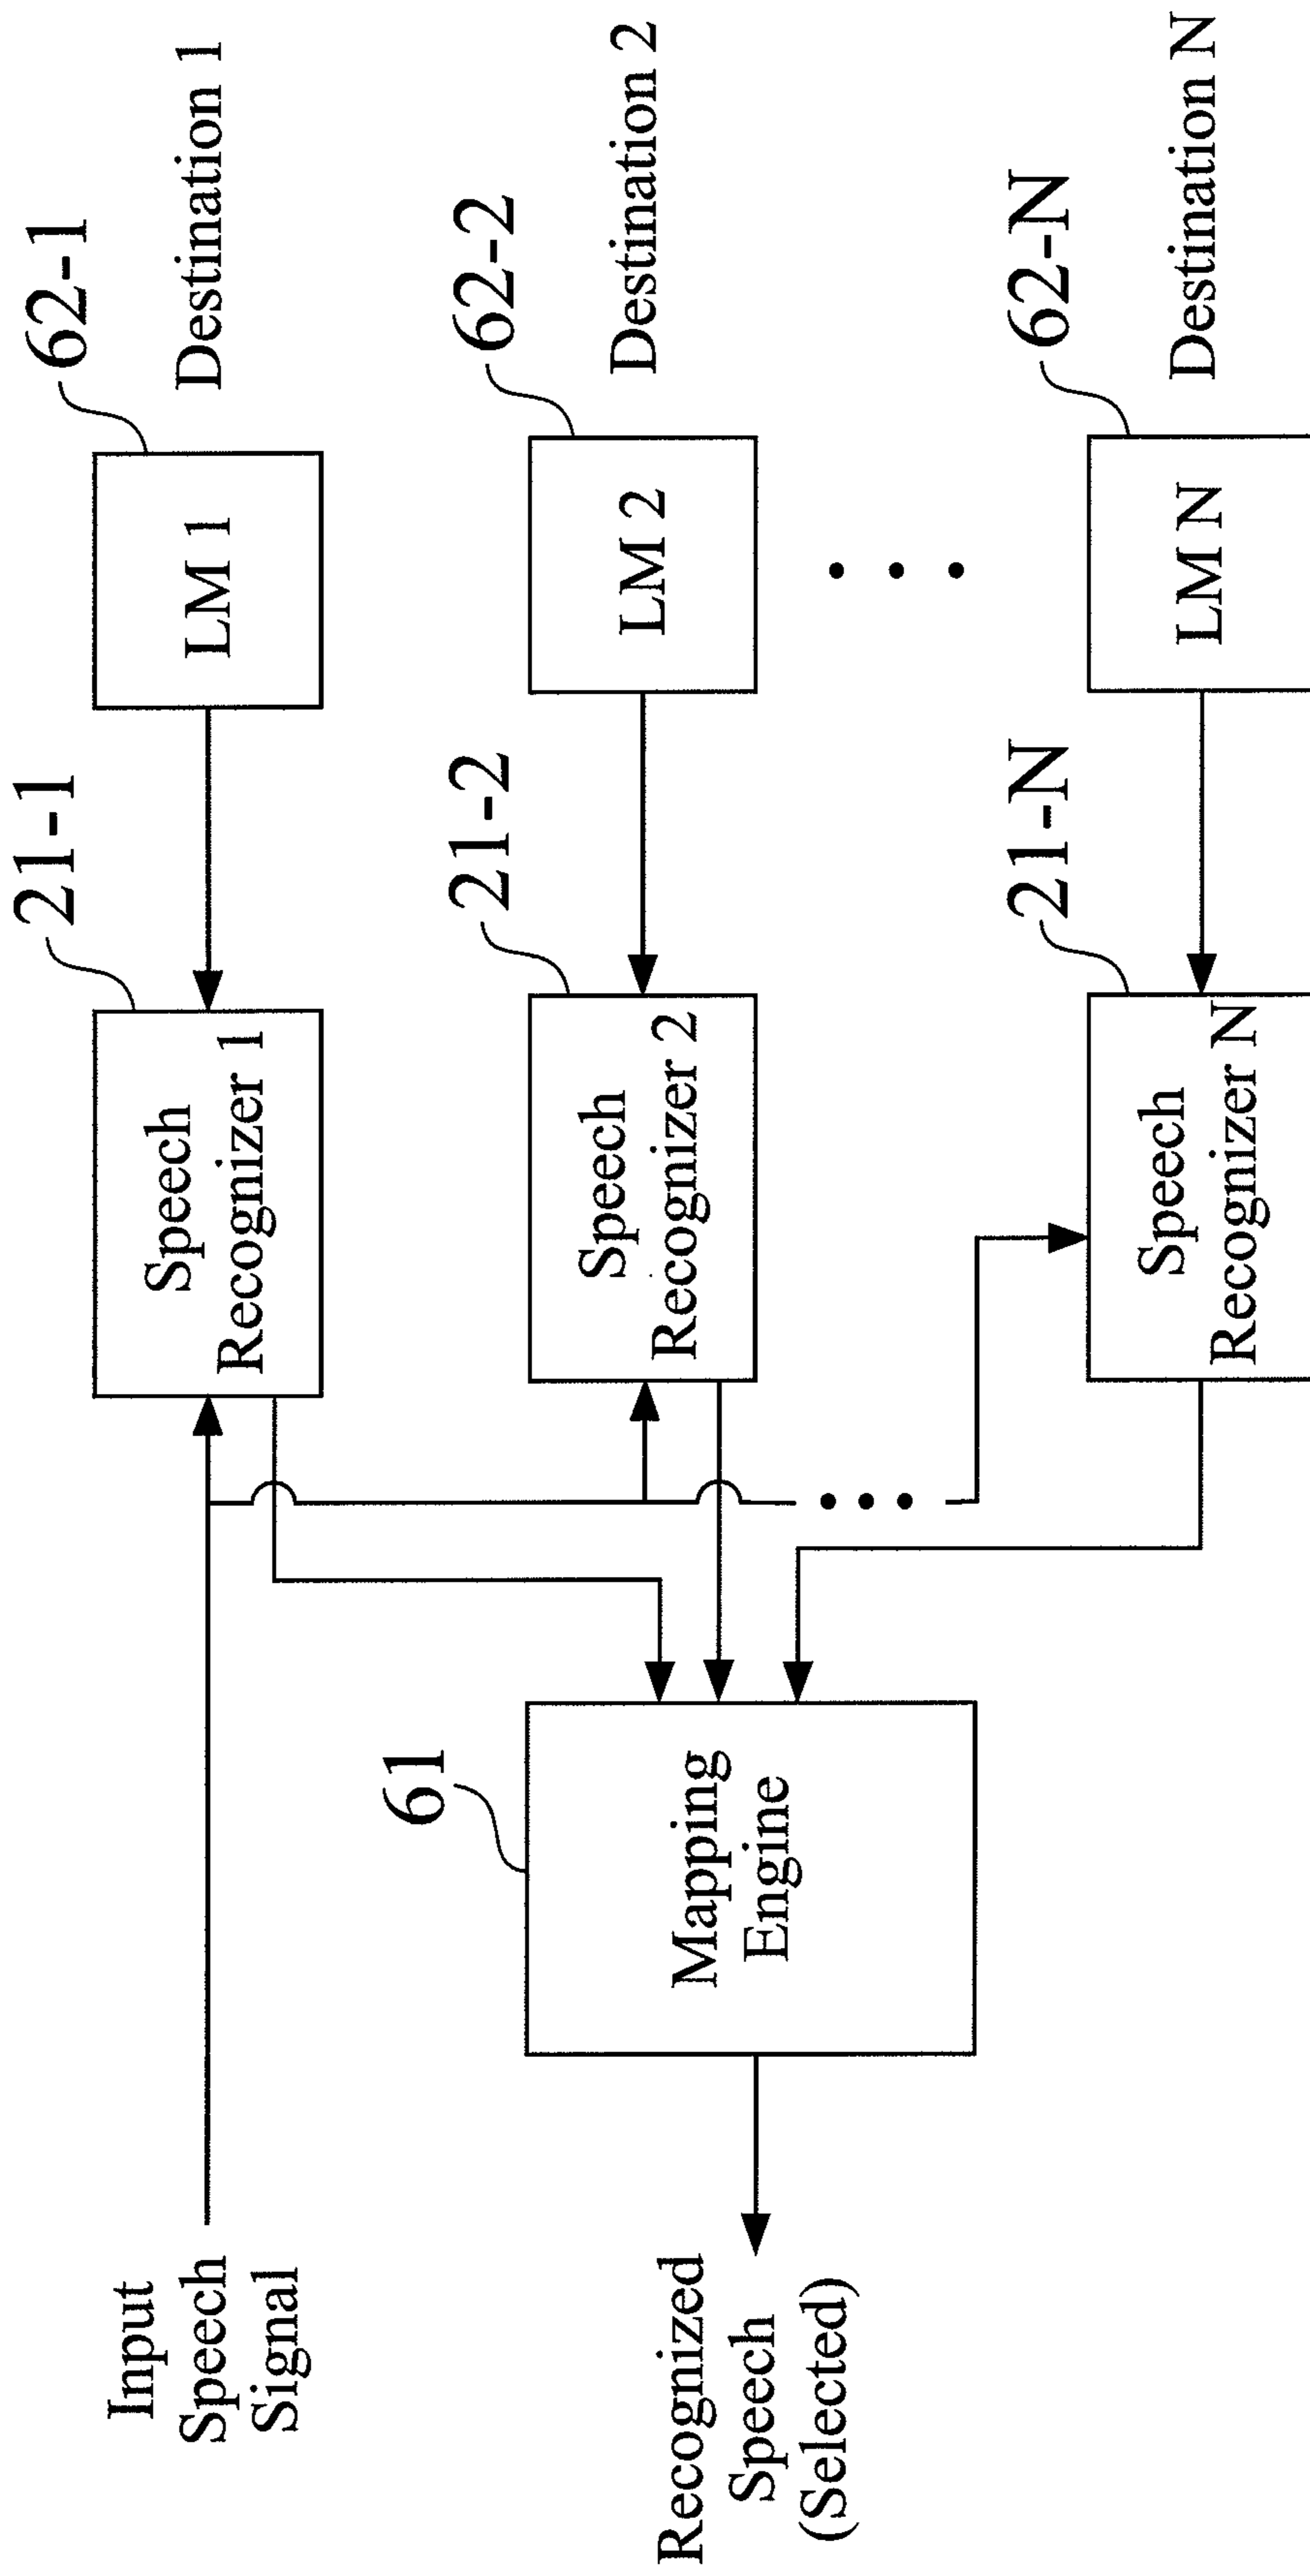 Input
Speech
Signal
21-1
Speech
Recognizer 1
62-1
LM 1
Destination 1
61
Mapping
Engine
Recognized
Speech
(Selected)
21-2
Speech
Recognizer 2
62-2
LM 2
Destination 2
21-N
Speech
Recognizer N
62-N
LM N
Destination N